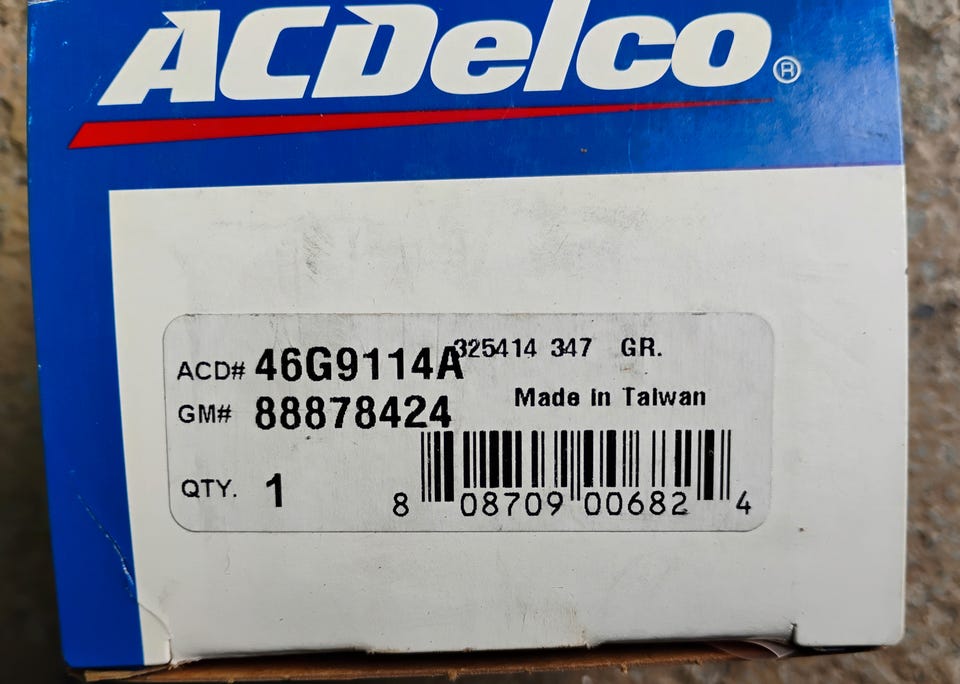 ACDelco®
ACD# 46G9114A 325414 347 GR.
GM# 88878424 Made in Taiwan
QTY. 1
8 08709 00682 4